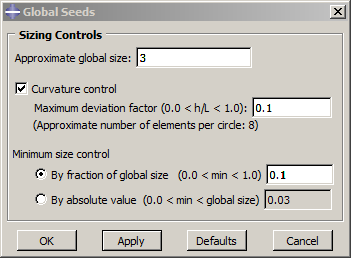 Global Seeds
Sizing Controls
Approximate global size: 3
Curvature control
Maximum deviation factor (0.0 < h/L < 1.0): 0.1
(Approximate number of elements per circle: 8)
Minimum size control
By fraction of global size (0.0 < min < 1.0) 0.1
By absolute value (0.0 < min < global size) 0.03
OK Apply Defaults Cancel